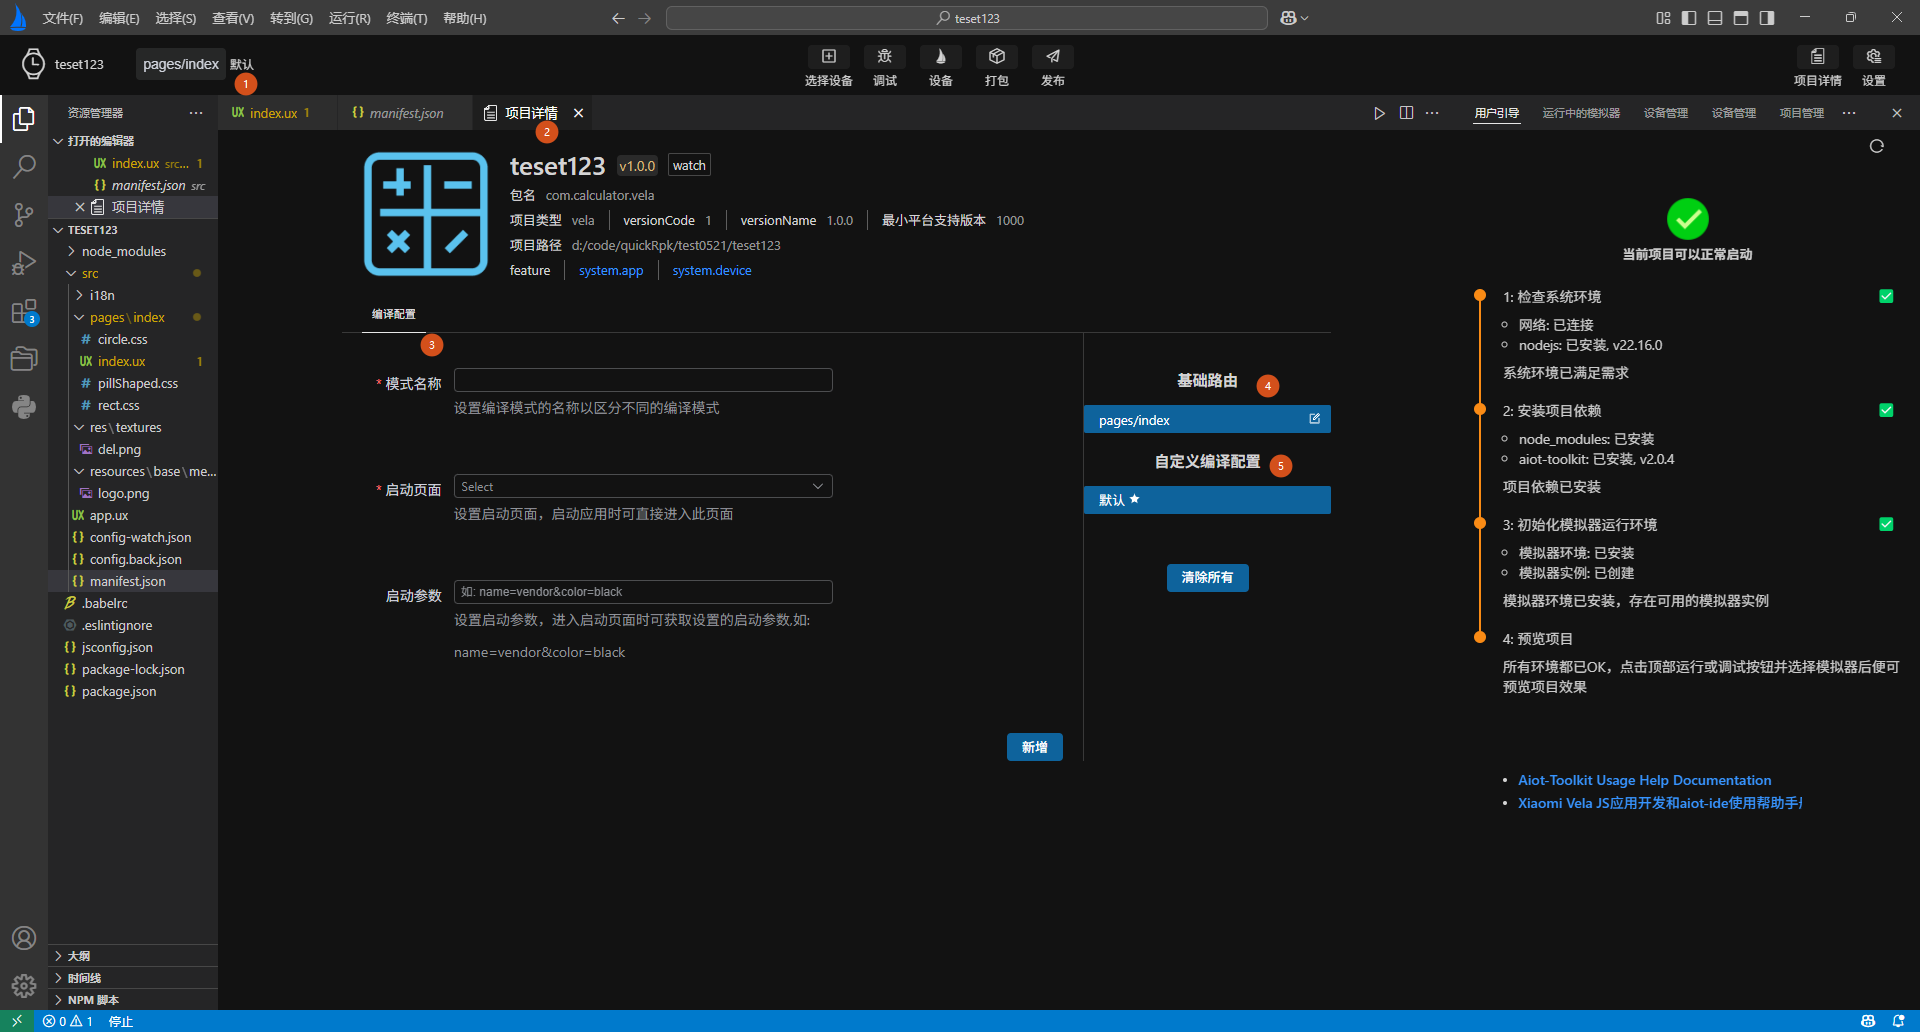 文件(F) 编辑(E) 选择(S) 查看(V) 转到(G) 运行(R) 终端(T) 帮助(H)
teset123
teset123
pages/index
默认
1
选择设备
调试
设备
打包
发布
项目详情
设置
资源管理器
打开的编辑器
UX index.ux src... 1
{} manifest.json src
项目详情
TESET123
node_modules
src
i18n
pages\index
# circle.css
UX index.ux 1
# pillShaped.css
# rect.css
res\textures
del.png
resources\base\me...
logo.png
UX app.ux
{} config-watch.json
{} config.back.json
{} manifest.json
.babelrc
.eslintignore
{} jsconfig.json
{} package-lock.json
{} package.json
大纲
时间线
NPM 脚本
3
UX index.ux 1
{} manifest.json
项目详情
2
teset123 v1.0.0 watch
包名 com.calculator.vela
项目类型 vela versionCode 1 versionName 1.0.0 最小平台支持版本 1000
项目路径 d:/code/quickRpk/test0521/teset123
feature system.app system.device
编译配置
3
* 模式名称
设置编译模式的名称以区分不同的编译模式
* 启动页面 Select
设置启动页面，启动应用时可直接进入此页面
启动参数 如: name=vendor&color=black
设置启动参数，进入启动页面时可获取设置的启动参数,如:
name=vendor&color=black
新增
基础路由 4
pages/index
自定义编译配置 5
默认 ★
清除所有
用户引导 运行中的模拟器 设备管理 设备管理 项目管理
当前项目可以正常启动
1: 检查系统环境
网络: 已连接
nodejs: 已安装, v22.16.0
系统环境已满足需求
2: 安装项目依赖
node_modules: 已安装
aiot-toolkit: 已安装, v2.0.4
项目依赖已安装
3: 初始化模拟器运行环境
模拟器环境: 已安装
模拟器实例: 已创建
模拟器环境已安装，存在可用的模拟器实例
4: 预览项目
所有环境都已OK，点击顶部运行或调试按钮并选择模拟器后便可
预览项目效果
• Aiot-Toolkit Usage Help Documentation
• Xiaomi Vela JS应用开发和aiot-ide使用帮助手
0 1 停止